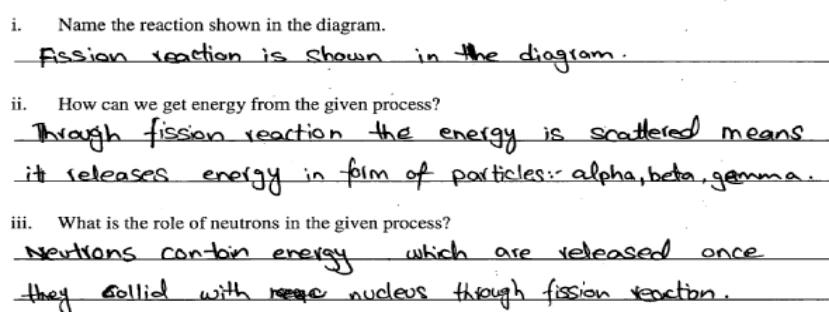 i. Name the reaction shown in the diagram.
Fission reaction is shown in the diagram.
ii. How can we get energy from the given process?
Through fission reaction the energy is scattered means
it releases energy in form of particles:- alpha, beta, gamma.
iii. What is the role of neutrons in the given process?
Neutrons contain energy which are released once
they collid with nucleus through fission reaction.